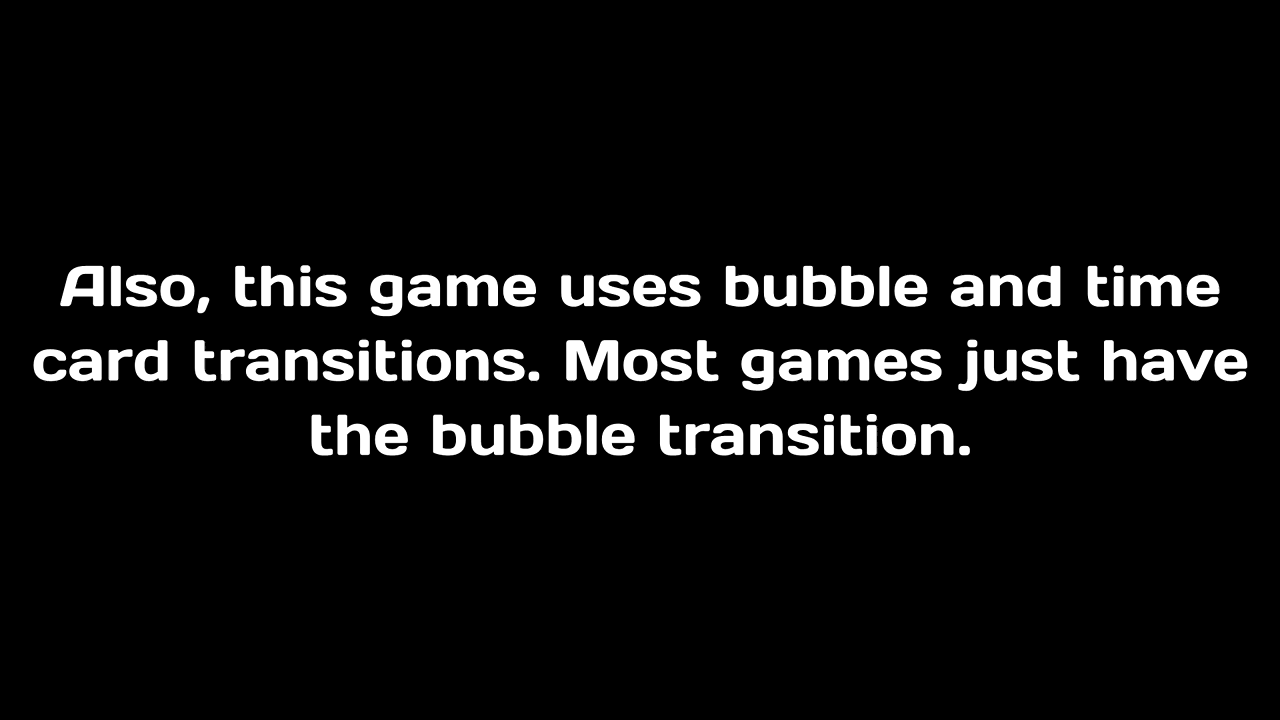 Also, this game uses bubble and time
card transitions. Most games just have
the bubble transition.